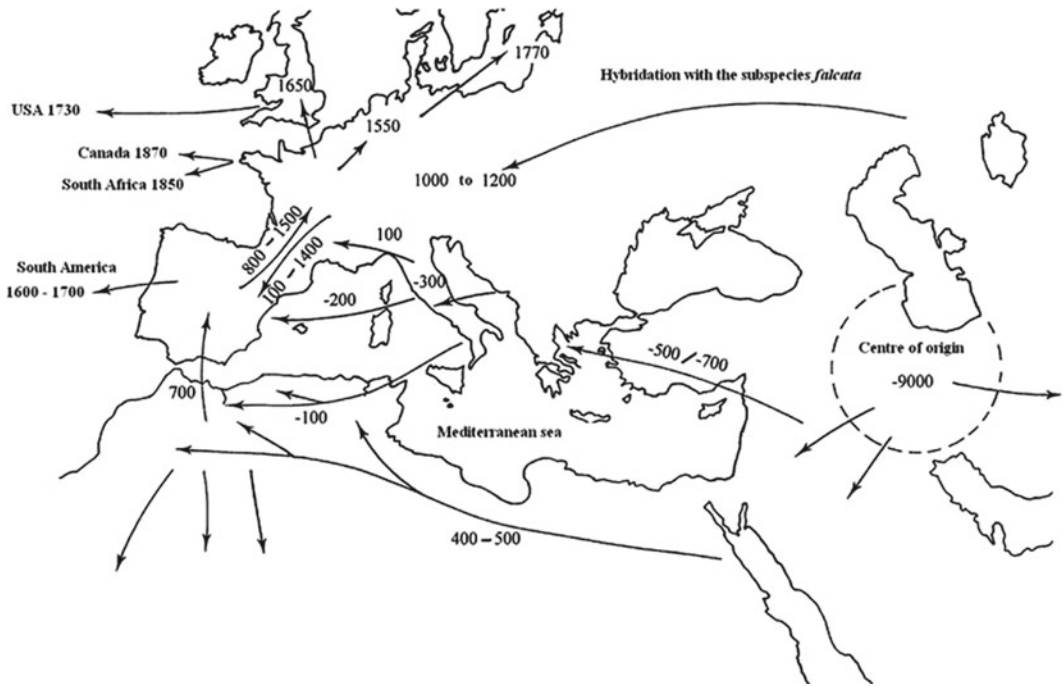 1770
Hybridation with the subspecies falcata
1650
USA 1730
1550
Canada 1870
South Africa 1850
1000 to 1200
800 – 1500
100 – 1400
100
South America
1600 - 1700
-300
-200
-500 / -700
Centre of origin
-9000
700
-100
Mediterranean sea
400 – 500